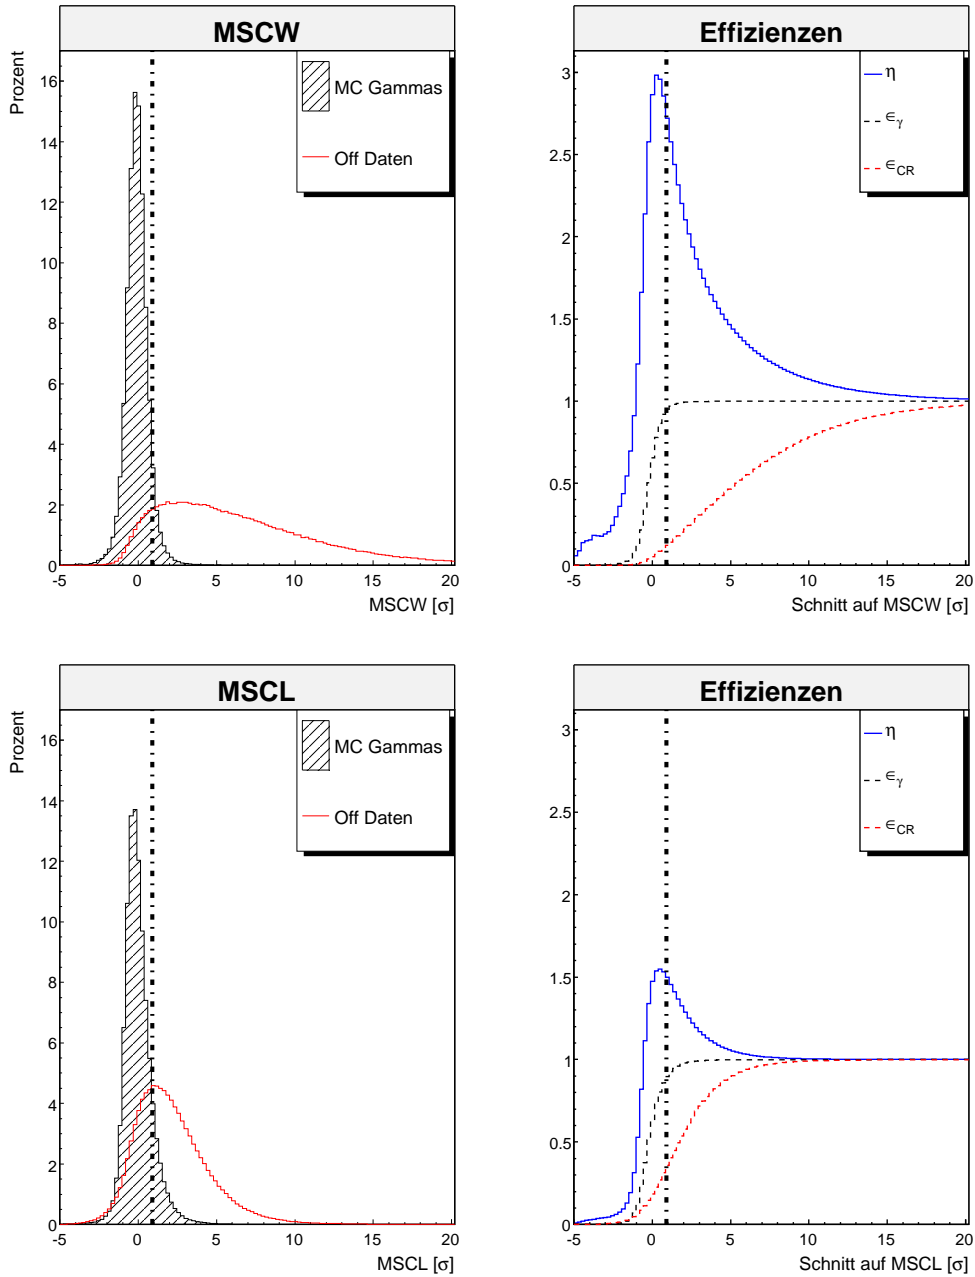 MSCW
Prozent
16
14
12
10
8
6
4
2
0
MC Gammas
Off Daten
-5 0 5 10 15 20
MSCW [σ]
Effizienzen
3
2.5
2
1.5
1
0.5
0
η
∈γ
∈CR
-5 0 5 10 15 20
Schnitt auf MSCW [σ]
MSCL
Prozent
16
14
12
10
8
6
4
2
0
MC Gammas
Off Daten
-5 0 5 10 15 20
MSCL [σ]
Effizienzen
3
2.5
2
1.5
1
0.5
0
η
∈γ
∈CR
-5 0 5 10 15 20
Schnitt auf MSCL [σ]